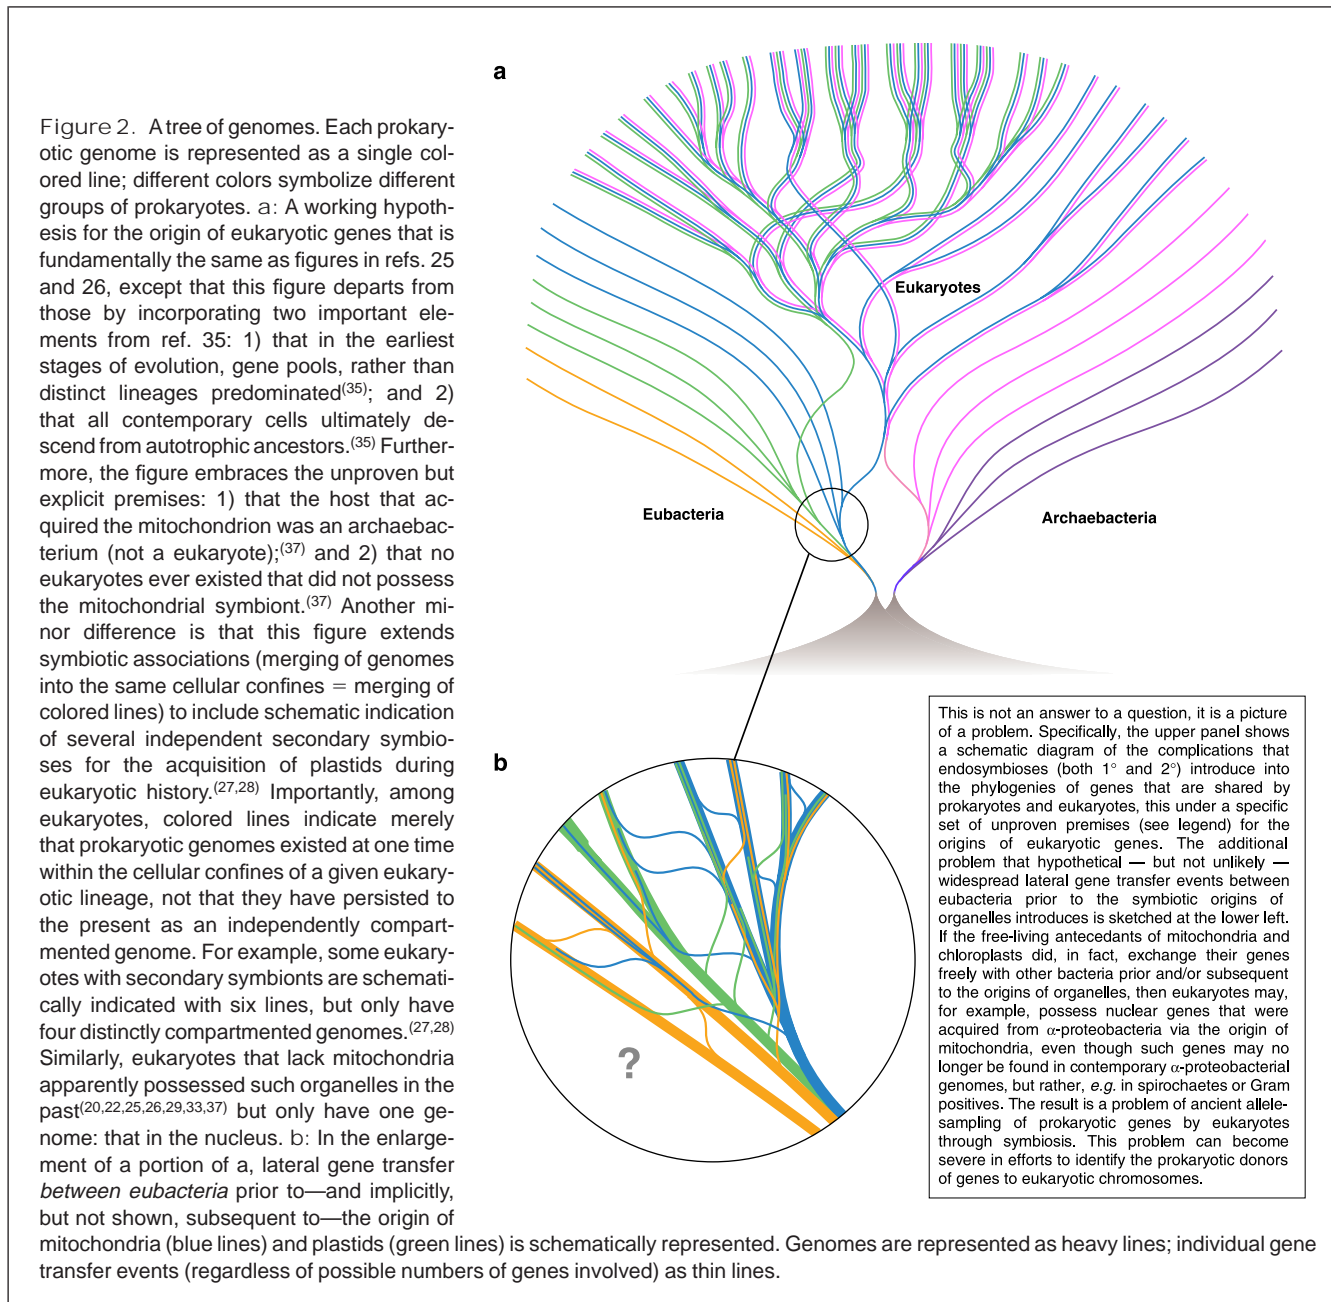 Figure 2. A tree of genomes. Each prokary-
otic genome is represented as a single col-
ored line; different colors symbolize different
groups of prokaryotes. a: A working hypoth-
esis for the origin of eukaryotic genes that is
fundamentally the same as figures in refs. 25
and 26, except that this figure departs from
those by incorporating two important ele-
ments from ref. 35: 1) that in the earliest
stages of evolution, gene pools, rather than
distinct lineages predominated(35); and 2)
that all contemporary cells ultimately de-
scend from autotrophic ancestors.(35) Further-
more, the figure embraces the unproven but
explicit premises: 1) that the host that ac-
quired the mitochondrion was an archaebac-
terium (not a eukaryote);(37) and 2) that no
eukaryotes ever existed that did not possess
the mitochondrial symbiont.(37) Another mi-
nor difference is that this figure extends
symbiotic associations (merging of genomes
into the same cellular confines = merging of
colored lines) to include schematic indication
of several independent secondary symbio-
ses for the acquisition of plastids during
eukaryotic history.(27,28) Importantly, among
eukaryotes, colored lines indicate merely
that prokaryotic genomes existed at one time
within the cellular confines of a given eukary-
otic lineage, not that they have persisted to
the present as an independently compart-
mented genome. For example, some eukary-
otes with secondary symbionts are schemati-
cally indicated with six lines, but only have
four distinctly compartmented genomes.(27,28)
Similarly, eukaryotes that lack mitochondria
apparently possessed such organelles in the
past(20,22,25,26,29,33,37) but only have one ge-
nome: that in the nucleus. b: In the enlarge-
ment of a portion of a, lateral gene transfer
between eubacteria prior to—and implicitly,
but not shown, subsequent to—the origin of
mitochondria (blue lines) and plastids (green lines) is schematically represented. Genomes are represented as heavy lines; individual gene
transfer events (regardless of possible numbers of genes involved) as thin lines.
a
Eukaryotes
Eubacteria
Archaebacteria
b
?
This is not an answer to a question, it is a picture
of a problem. Specifically, the upper panel shows
a schematic diagram of the complications that
endosymbioses (both 1° and 2°) introduce into
the phylogenies of genes that are shared by
prokaryotes and eukaryotes, this under a specific
set of unproven premises (see legend) for the
origins of eukaryotic genes. The additional
problem that hypothetical — but not unlikely —
widespread lateral gene transfer events between
eubacteria prior to the symbiotic origins of
organelles introduces is sketched at the lower left.
If the free-living antecedants of mitochondria and
chloroplasts did, in fact, exchange their genes
freely with other bacteria prior and/or subsequent
to the origins of organelles, then eukaryotes may,
for example, possess nuclear genes that were
acquired from α-proteobacteria via the origin of
mitochondria, even though such genes may no
longer be found in contemporary α-proteobacterial
genomes, but rather, e.g. in spirochaetes or Gram
positives. The result is a problem of ancient allele-
sampling of prokaryotic genes by eukaryotes
through symbiosis. This problem can become
severe in efforts to identify the prokaryotic donors
of genes to eukaryotic chromosomes.